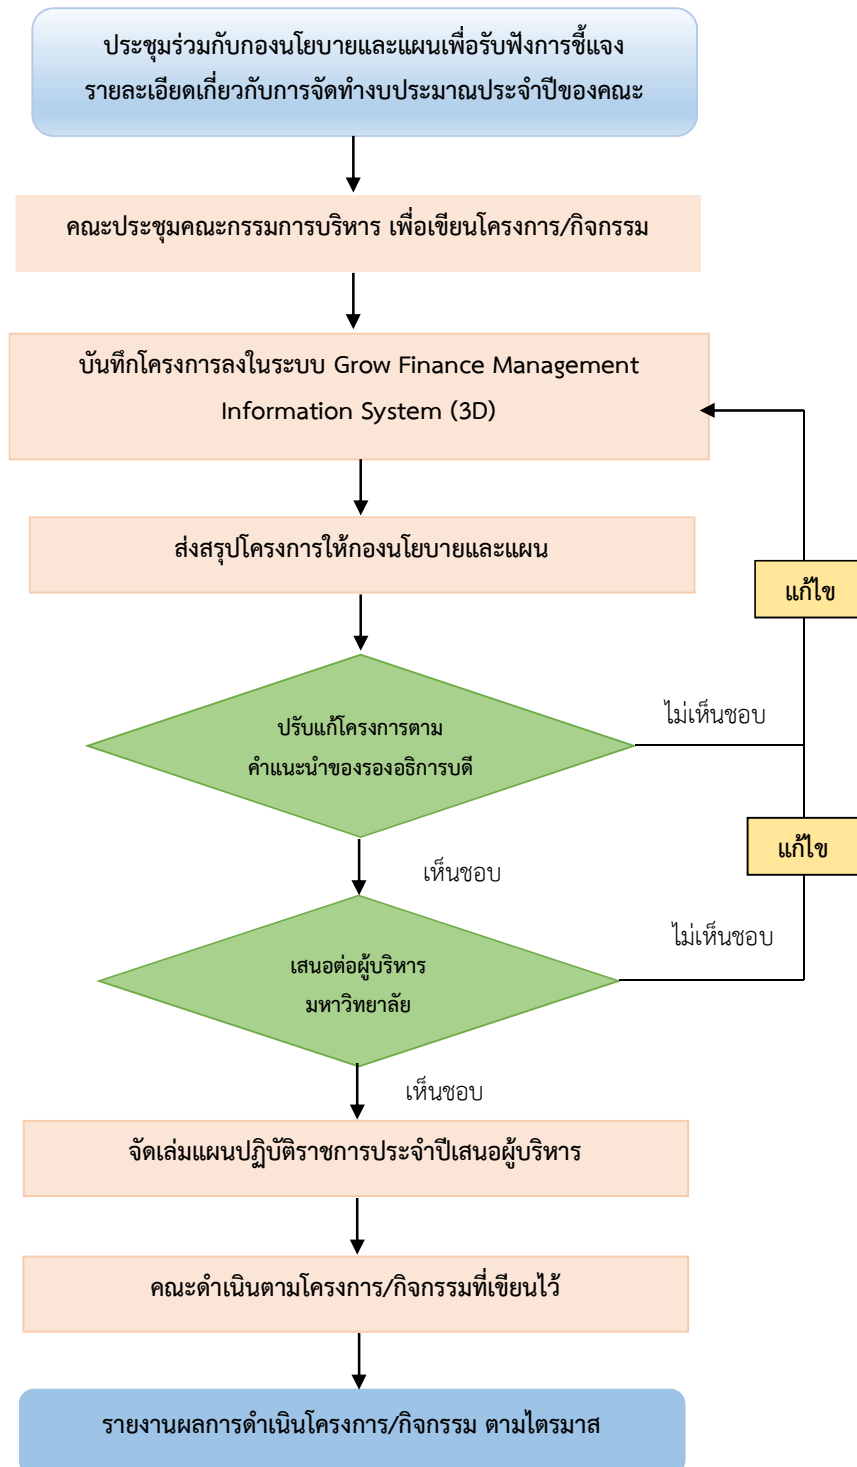 ประชุมร่วมกับกองนโยบายและแผนเพื่อรับฟังการชี้แจง
รายละเอียดเกี่ยวกับการจัดทำงบประมาณประจำปีของคณะ
คณะประชุมคณะกรรมการบริหาร เพื่อเขียนโครงการ/กิจกรรม
บันทึกโครงการลงในระบบ Grow Finance Management
Information System (3D)
ส่งสรุปโครงการให้กองนโยบายและแผน
แก้ไข
ปรับแก้โครงการตาม
คำแนะนำของรองอธิการบดี
ไม่เห็นชอบ
แก้ไข
เห็นชอบ
เสนอต่อผู้บริหาร
มหาวิทยาลัย
ไม่เห็นชอบ
เห็นชอบ
จัดเล่มแผนปฏิบัติราชการประจำปีเสนอผู้บริหาร
คณะดำเนินตามโครงการ/กิจกรรมที่เขียนไว้
รายงานผลการดำเนินโครงการ/กิจกรรม ตามไตรมาส